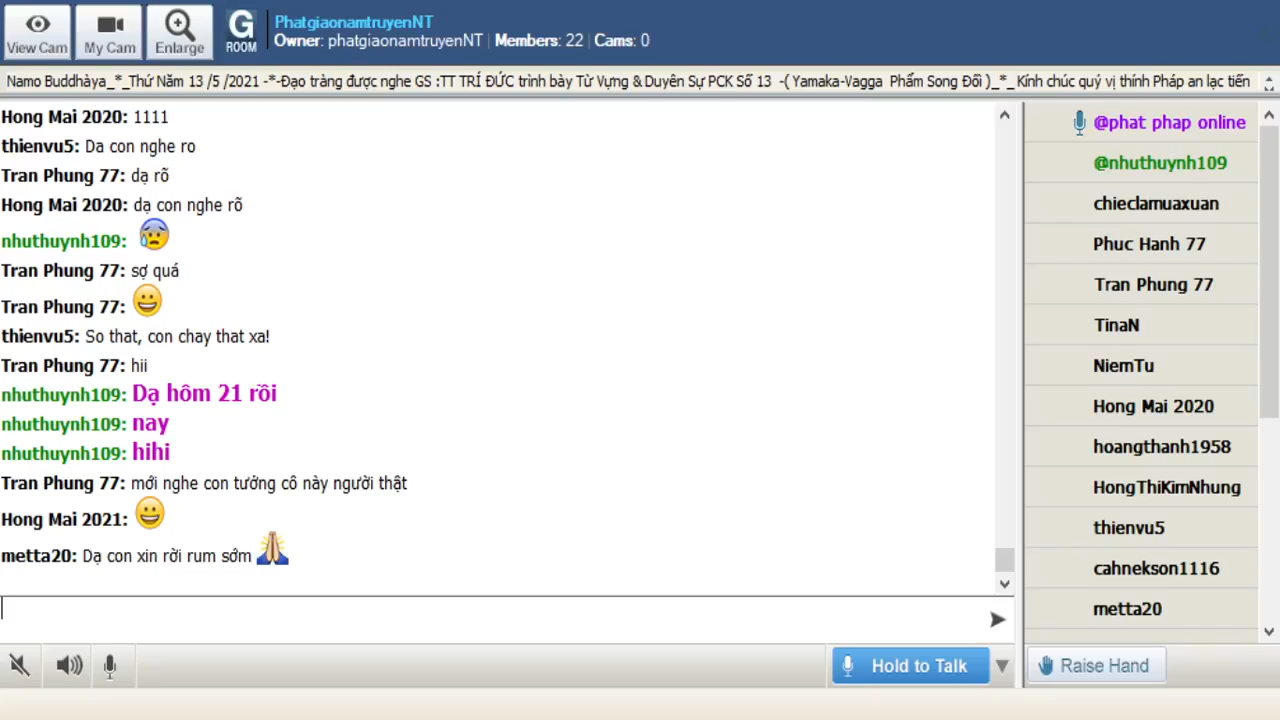 View Cam
My Cam
Enlarge
G
ROOM
PhatgiaonamtruyenNT
Owner: phatgiaonamtruyenNT | Members: 22 | Cams: 0
Namo Buddhàya_*_Thứ Năm 13 /5 /2021 -*-Đạo tràng được nghe GS :TT TRÍ ĐỨC trình bày Từ Vựng & Duyên Sự PCK Số 13 -( Yamaka-Vagga Phẩm Song Đối )_*_ Kính chúc quý vị thính Pháp an lạc tiến
Hong Mai 2020: 1111
thienvu5: Da con nghe ro
Tran Phung 77: dạ rõ
Hong Mai 2020: dạ con nghe rõ
nhuthuynh109:
Tran Phung 77: sợ quá
Tran Phung 77:
thienvu5: So that, con chay that xa!
Tran Phung 77: hii
nhuthuynh109: Dạ hôm 21 rồi
nhuthuynh109: nay
nhuthuynh109: hihi
Tran Phung 77: mới nghe con tưởng cô này người thật
Hong Mai 2021:
metta20: Dạ con xin rời rum sớm
@phat phap online
@nhuthuynh109
chieclamuaxuan
Phuc Hanh 77
Tran Phung 77
TinaN
NiemTu
Hong Mai 2020
hoangthanh1958
HongThiKimNhung
thienvu5
cahnekson1116
metta20
Hold to Talk
Raise Hand